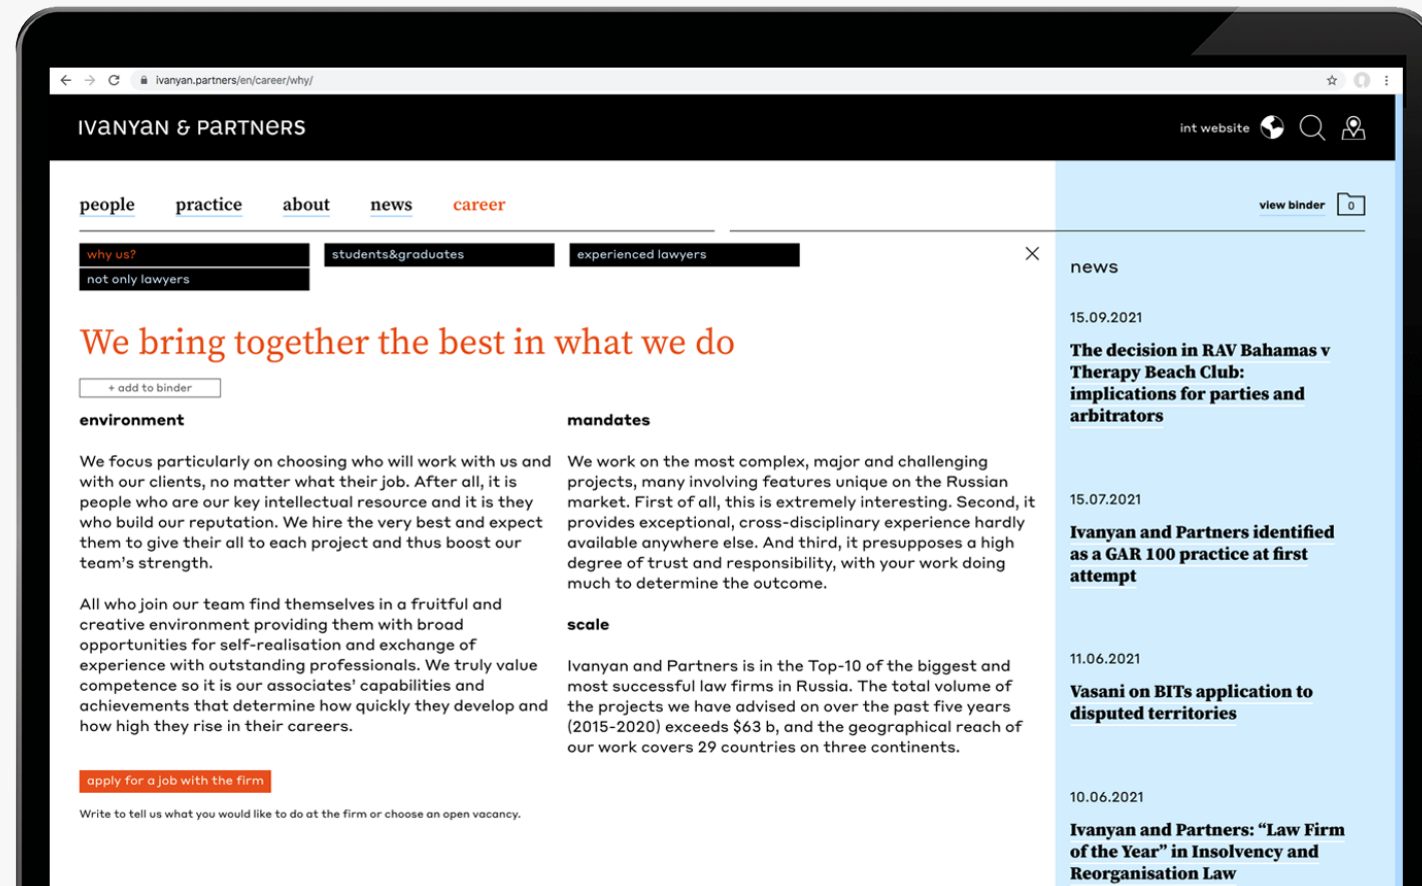 ivanyan.partners/en/career/why/
IVANYAN & PARTNERS
int website
people practice about news career
view binder 0
why us? students&graduates experienced lawyers
not only lawyers
We bring together the best in what we do
+ add to binder
environment
We focus particularly on choosing who will work with us and
with our clients, no matter what their job. After all, it is
people who are our key intellectual resource and it is they
who build our reputation. We hire the very best and expect
them to give their all to each project and thus boost our
team's strength.
All who join our team find themselves in a fruitful and
creative environment providing them with broad
opportunities for self-realisation and exchange of
experience with outstanding professionals. We truly value
competence so it is our associates' capabilities and
achievements that determine how quickly they develop and
how high they rise in their careers.
apply for a job with the firm
Write to tell us what you would like to do at the firm or choose an open vacancy.
mandates
We work on the most complex, major and challenging
projects, many involving features unique on the Russian
market. First of all, this is extremely interesting. Second, it
provides exceptional, cross-disciplinary experience hardly
available anywhere else. And third, it presupposes a high
degree of trust and responsibility, with your work doing
much to determine the outcome.
scale
Ivanyan and Partners is in the Top-10 of the biggest and
most successful law firms in Russia. The total volume of
the projects we have advised on over the past five years
(2015-2020) exceeds $63 b, and the geographical reach of
our work covers 29 countries on three continents.
news
15.09.2021
The decision in RAV Bahamas v
Therapy Beach Club:
implications for parties and
arbitrators
15.07.2021
Ivanyan and Partners identified
as a GAR 100 practice at first
attempt
11.06.2021
Vasani on BITs application to
disputed territories
10.06.2021
Ivanyan and Partners: “Law Firm
of the Year” in Insolvency and
Reorganisation Law